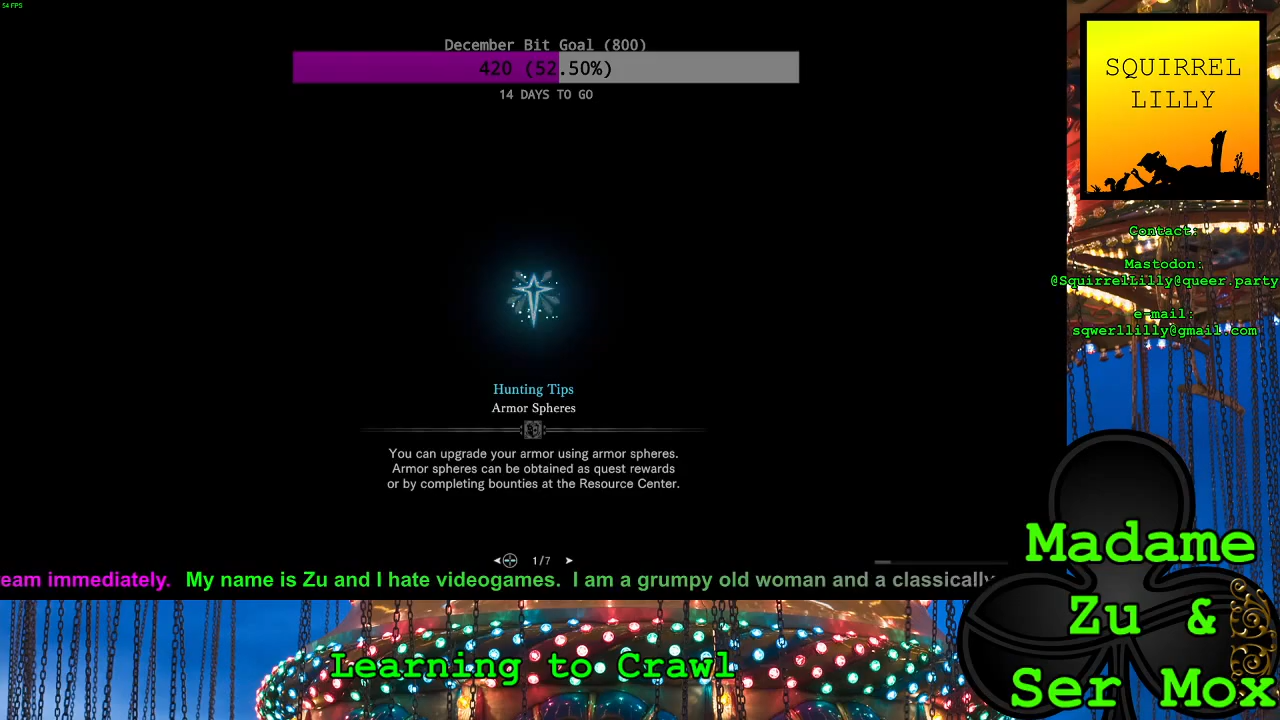 54 FPS
December Bit Goal (800)
420 (52.50%)
14 DAYS TO GO
SQUIRREL
LILLY
Contact:
Mastodon:
@SquirrelLilly@queer.party
e-mail:
sqwerllilly@gmail.com
Hunting Tips
Armor Spheres
You can upgrade your armor using armor spheres.
Armor spheres can be obtained as quest rewards
or by completing bounties at the Resource Center.
1/7
eam immediately. My name is Zu and I hate videogames. I am a grumpy old woman and a classically
Learning to Crawl
Madame
Zu &
Ser Mox